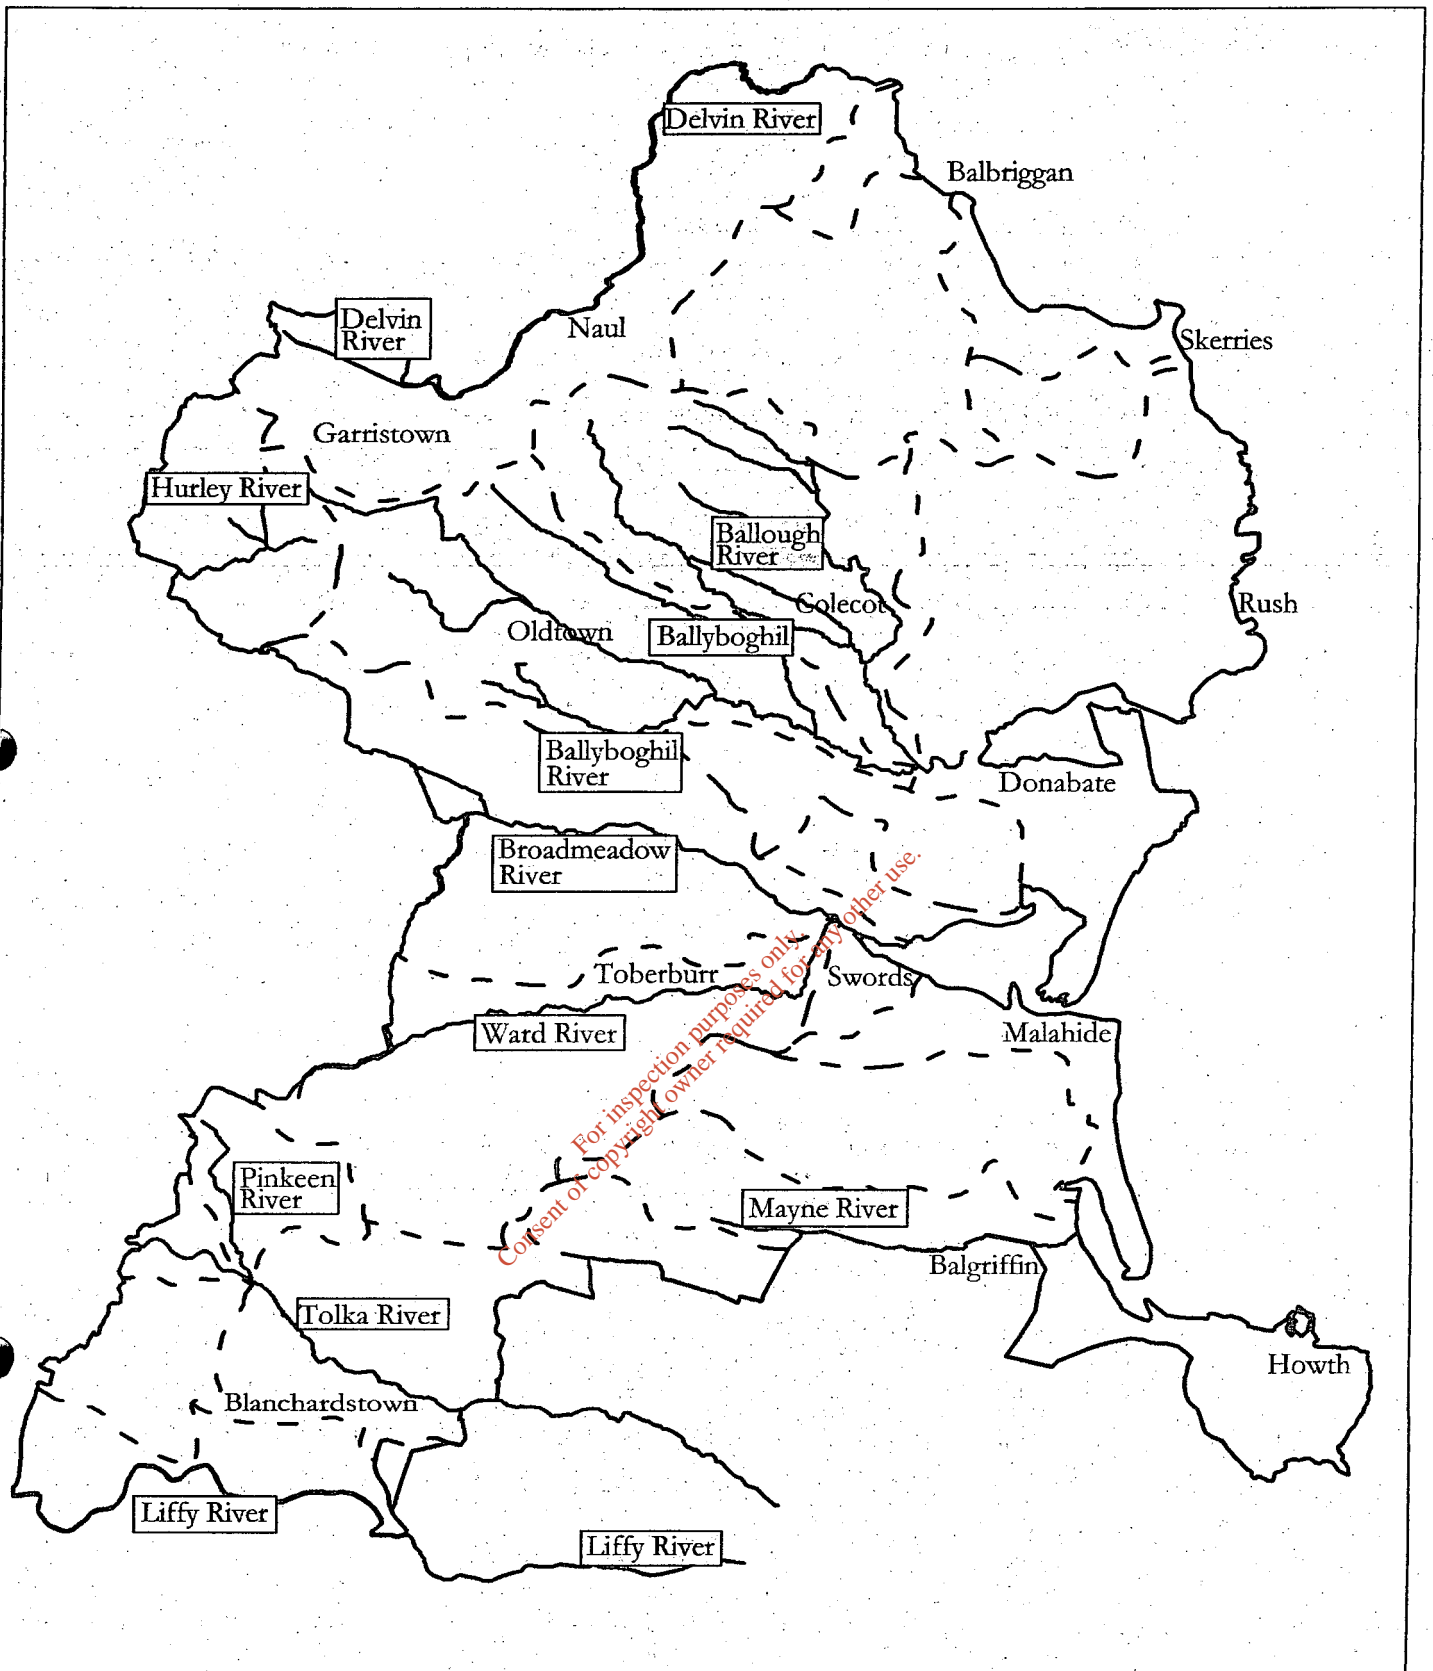 Delvin River
Balbriggan
Delvin
River
Naul
Skerries
Garristown
Hurley River
Ballough
River
Colecot
Rush
Oldtown
Ballyboghil
Ballyboghil
River
Donabate
Broadmeadow
River
Toberburr
Swords
Ward River
Malahide
For inspection purposes only.
Consent of copyright owner required for any other use.
Pinkeen
River
Mayne River
Balgriffin
Tolka River
Howth
Blanchardstown
Liffy River
Liffy River